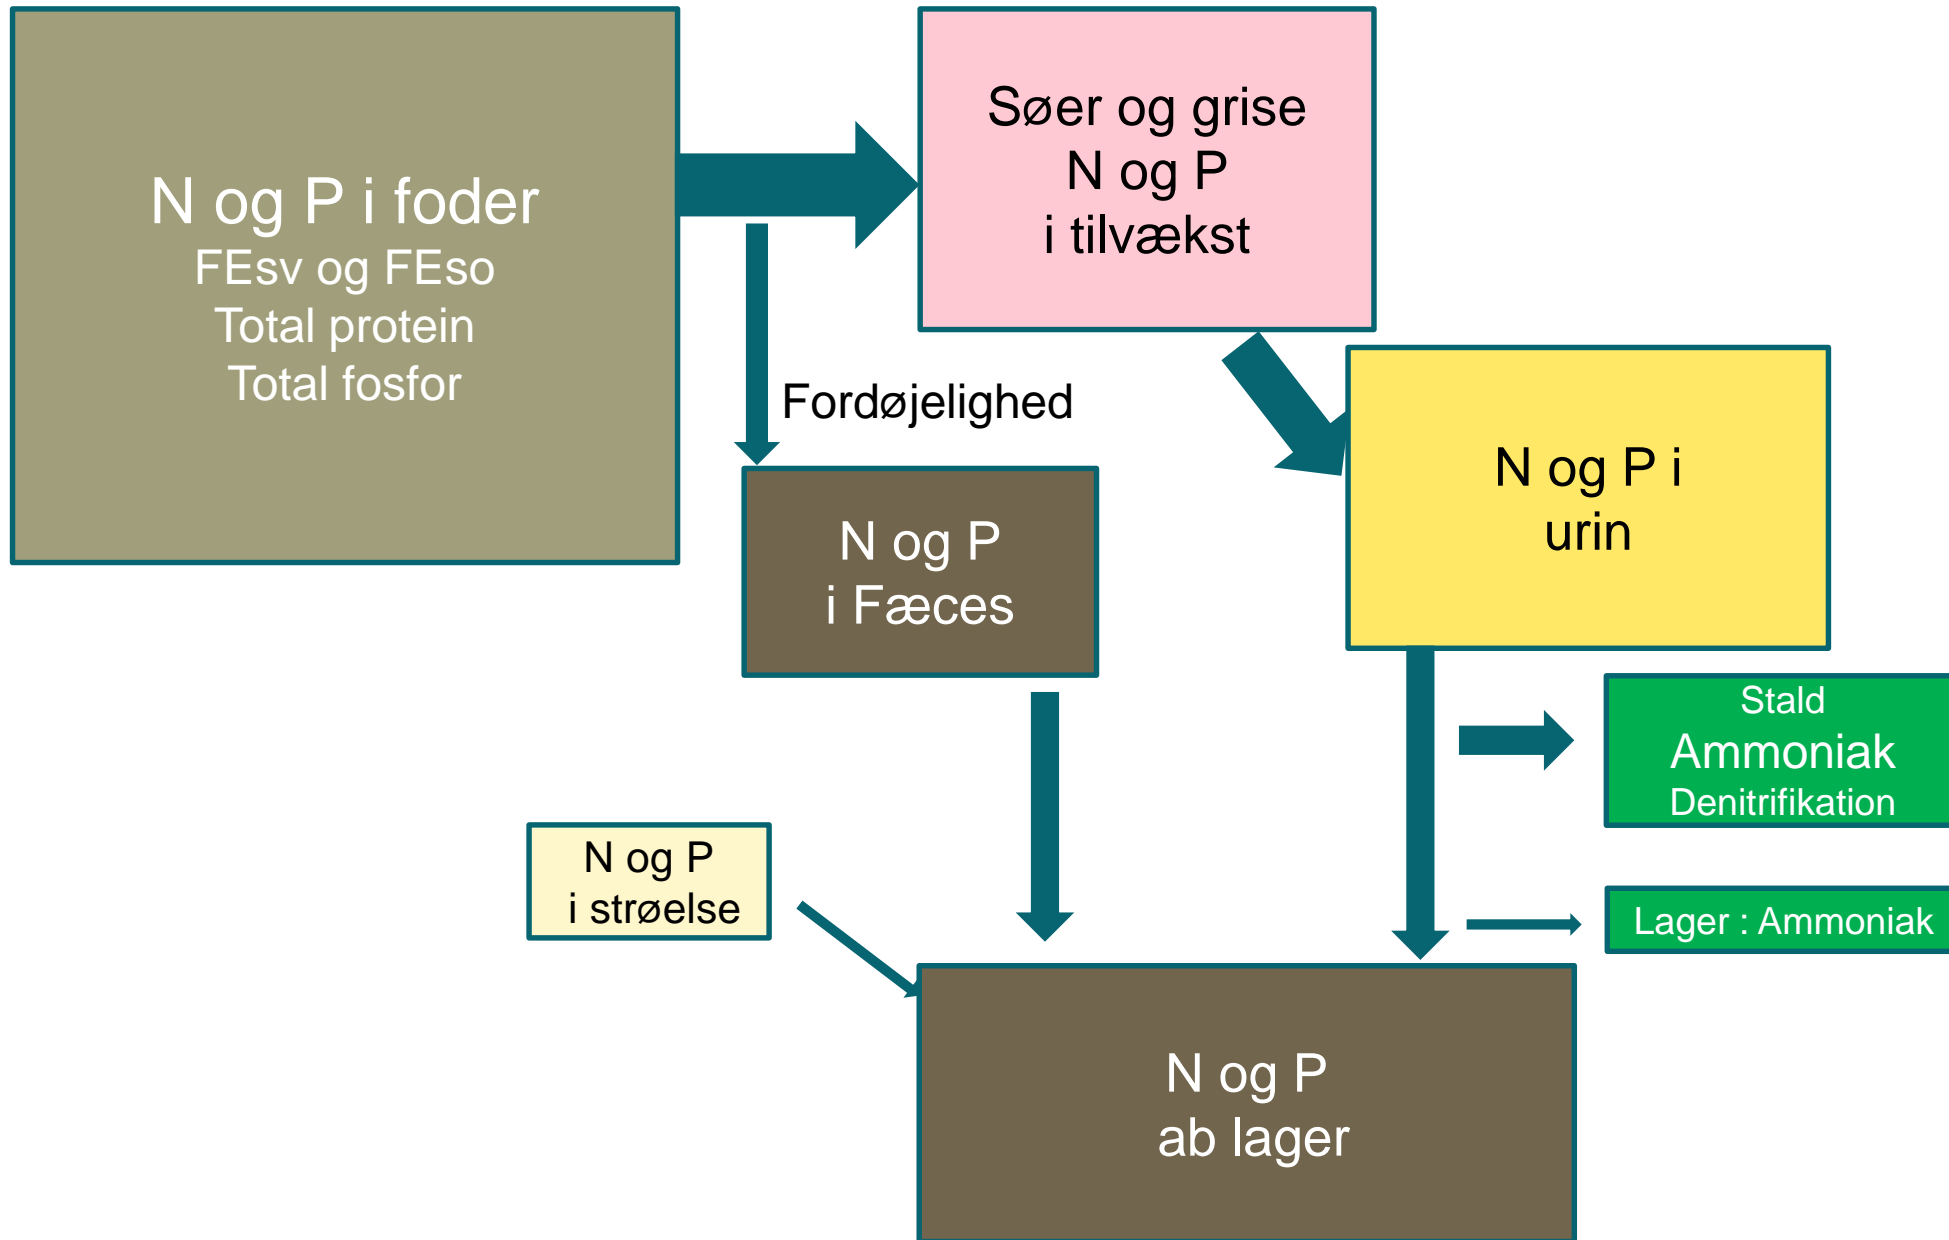 N og P i foder
FEsv og FEso
Total protein
Total fosfor
Søer og grise
N og P
i tilvækst
Fordøjelighed
N og P
i Fæces
N og P i
urin
Stald
Ammoniak
Denitrifikation
N og P
i strøelse
Lager : Ammoniak
N og P
ab lager